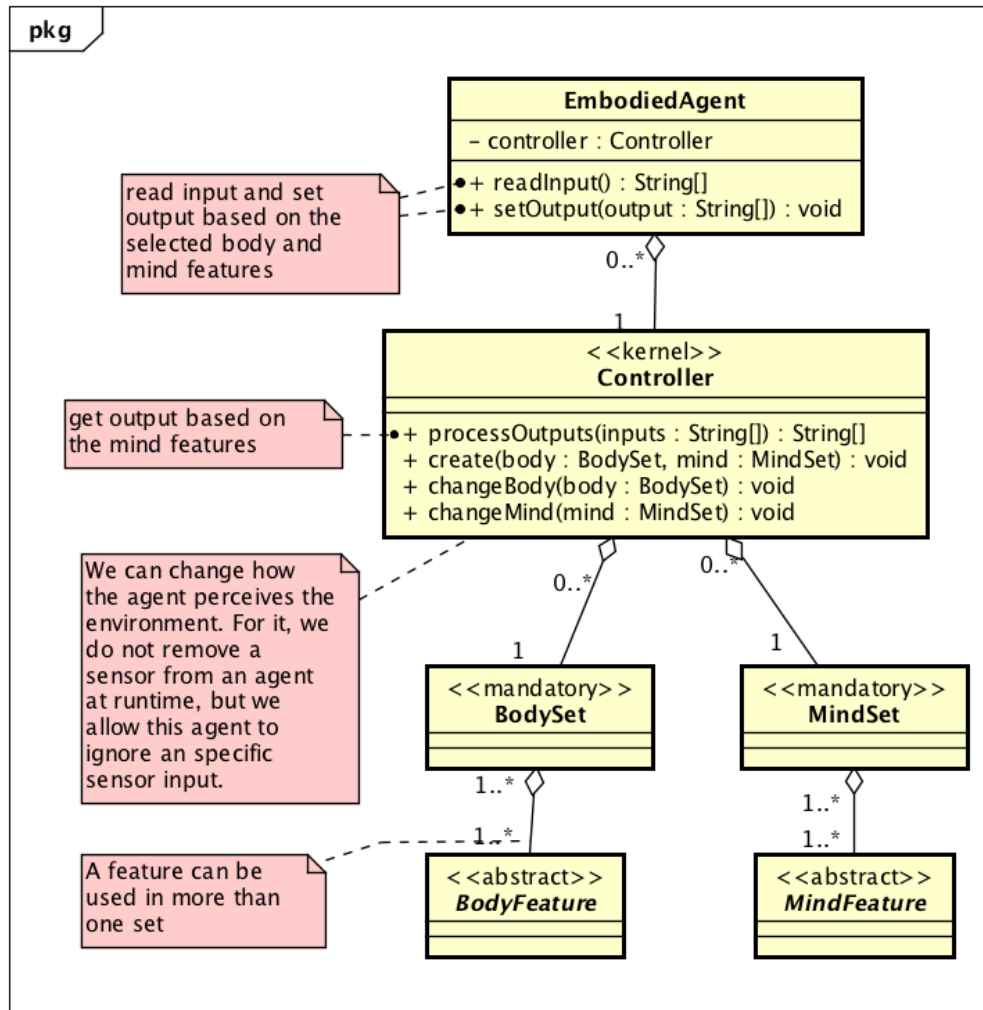 pkg
EmbodiedAgent
– controller : Controller
+ readInput() : String[]
+ setOutput(output : String[]) : void
read input and set
output based on the
selected body and
mind features
0..*
1
<<kernel>>
Controller
+ processOutputs(inputs : String[]) : String[]
+ create(body : BodySet, mind : MindSet) : void
+ changeBody(body : BodySet) : void
+ changeMind(mind : MindSet) : void
get output based on
the mind features
We can change how
the agent perceives the
environment. For it, we
do not remove a
sensor from an agent
at runtime, but we
allow this agent to
ignore an specific
sensor input.
0..*
0..*
1
1
<<mandatory>>
BodySet
<<mandatory>>
MindSet
1..*
1..*
1..*
1..*
A feature can be
used in more than
one set
<<abstract>>
BodyFeature
<<abstract>>
MindFeature